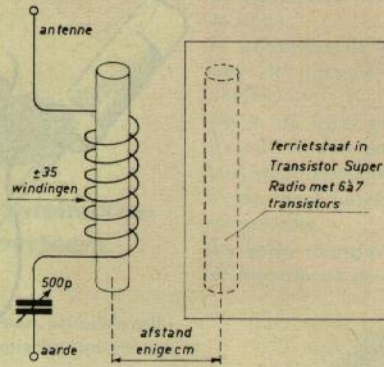 antenne
±35
windingen
500p
aarde
afstand
enige cm
ferrietstaaf in
Transistor Super
Radio met 6à7
transistors